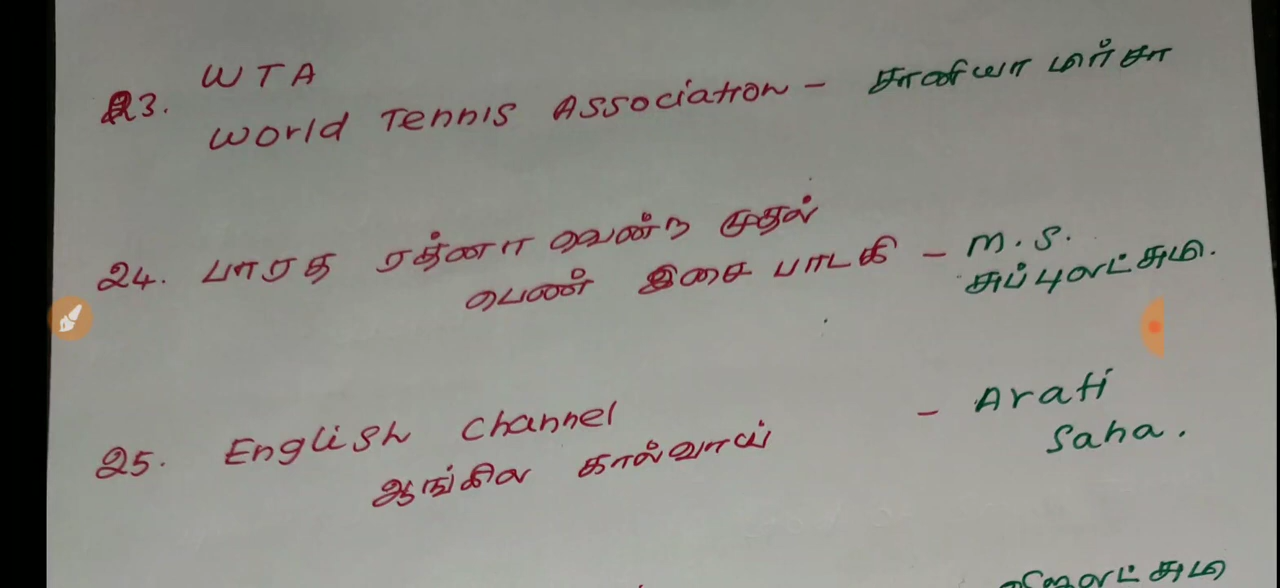 23. WTA
World Tennis Association - சானியா மிர்சா
24. பாரத ரத்னா வென்ற முதல்
பெண் இசை பாடகி - M.S.
சுப்புலட்சுமி.
25. English Channel - Arati
ஆங்கில கால்வாய் Saha.